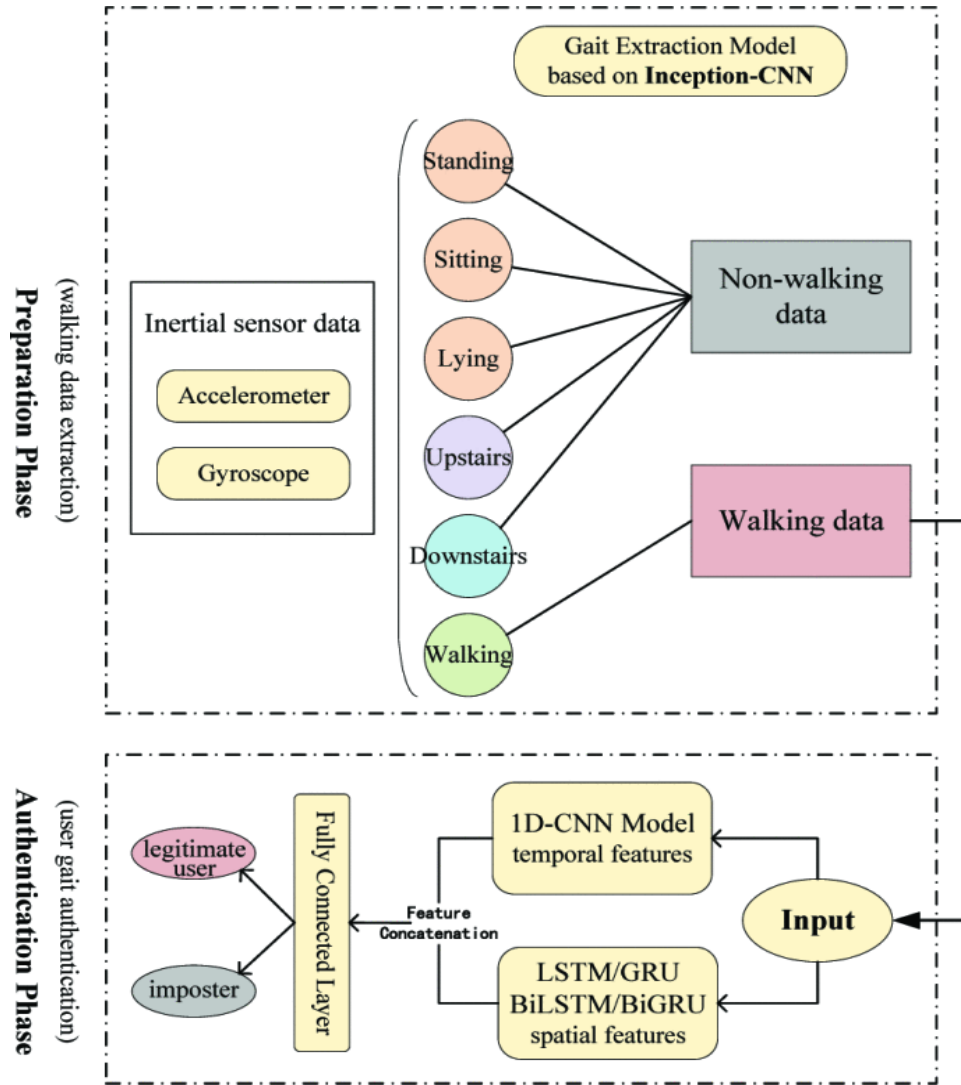 Preparation Phase
(walking data extraction)
Gait Extraction Model
based on Inception-CNN
Inertial sensor data
Accelerometer
Gyroscope
Standing
Sitting
Lying
Upstairs
Downstairs
Walking
Non-walking
data
Walking data
Authentication Phase
(user gait authentication)
legitimate
user
imposter
Fully Connected Layer
Feature
Concatenation
1D-CNN Model
temporal features
LSTM/GRU
BiLSTM/BiGRU
spatial features
Input